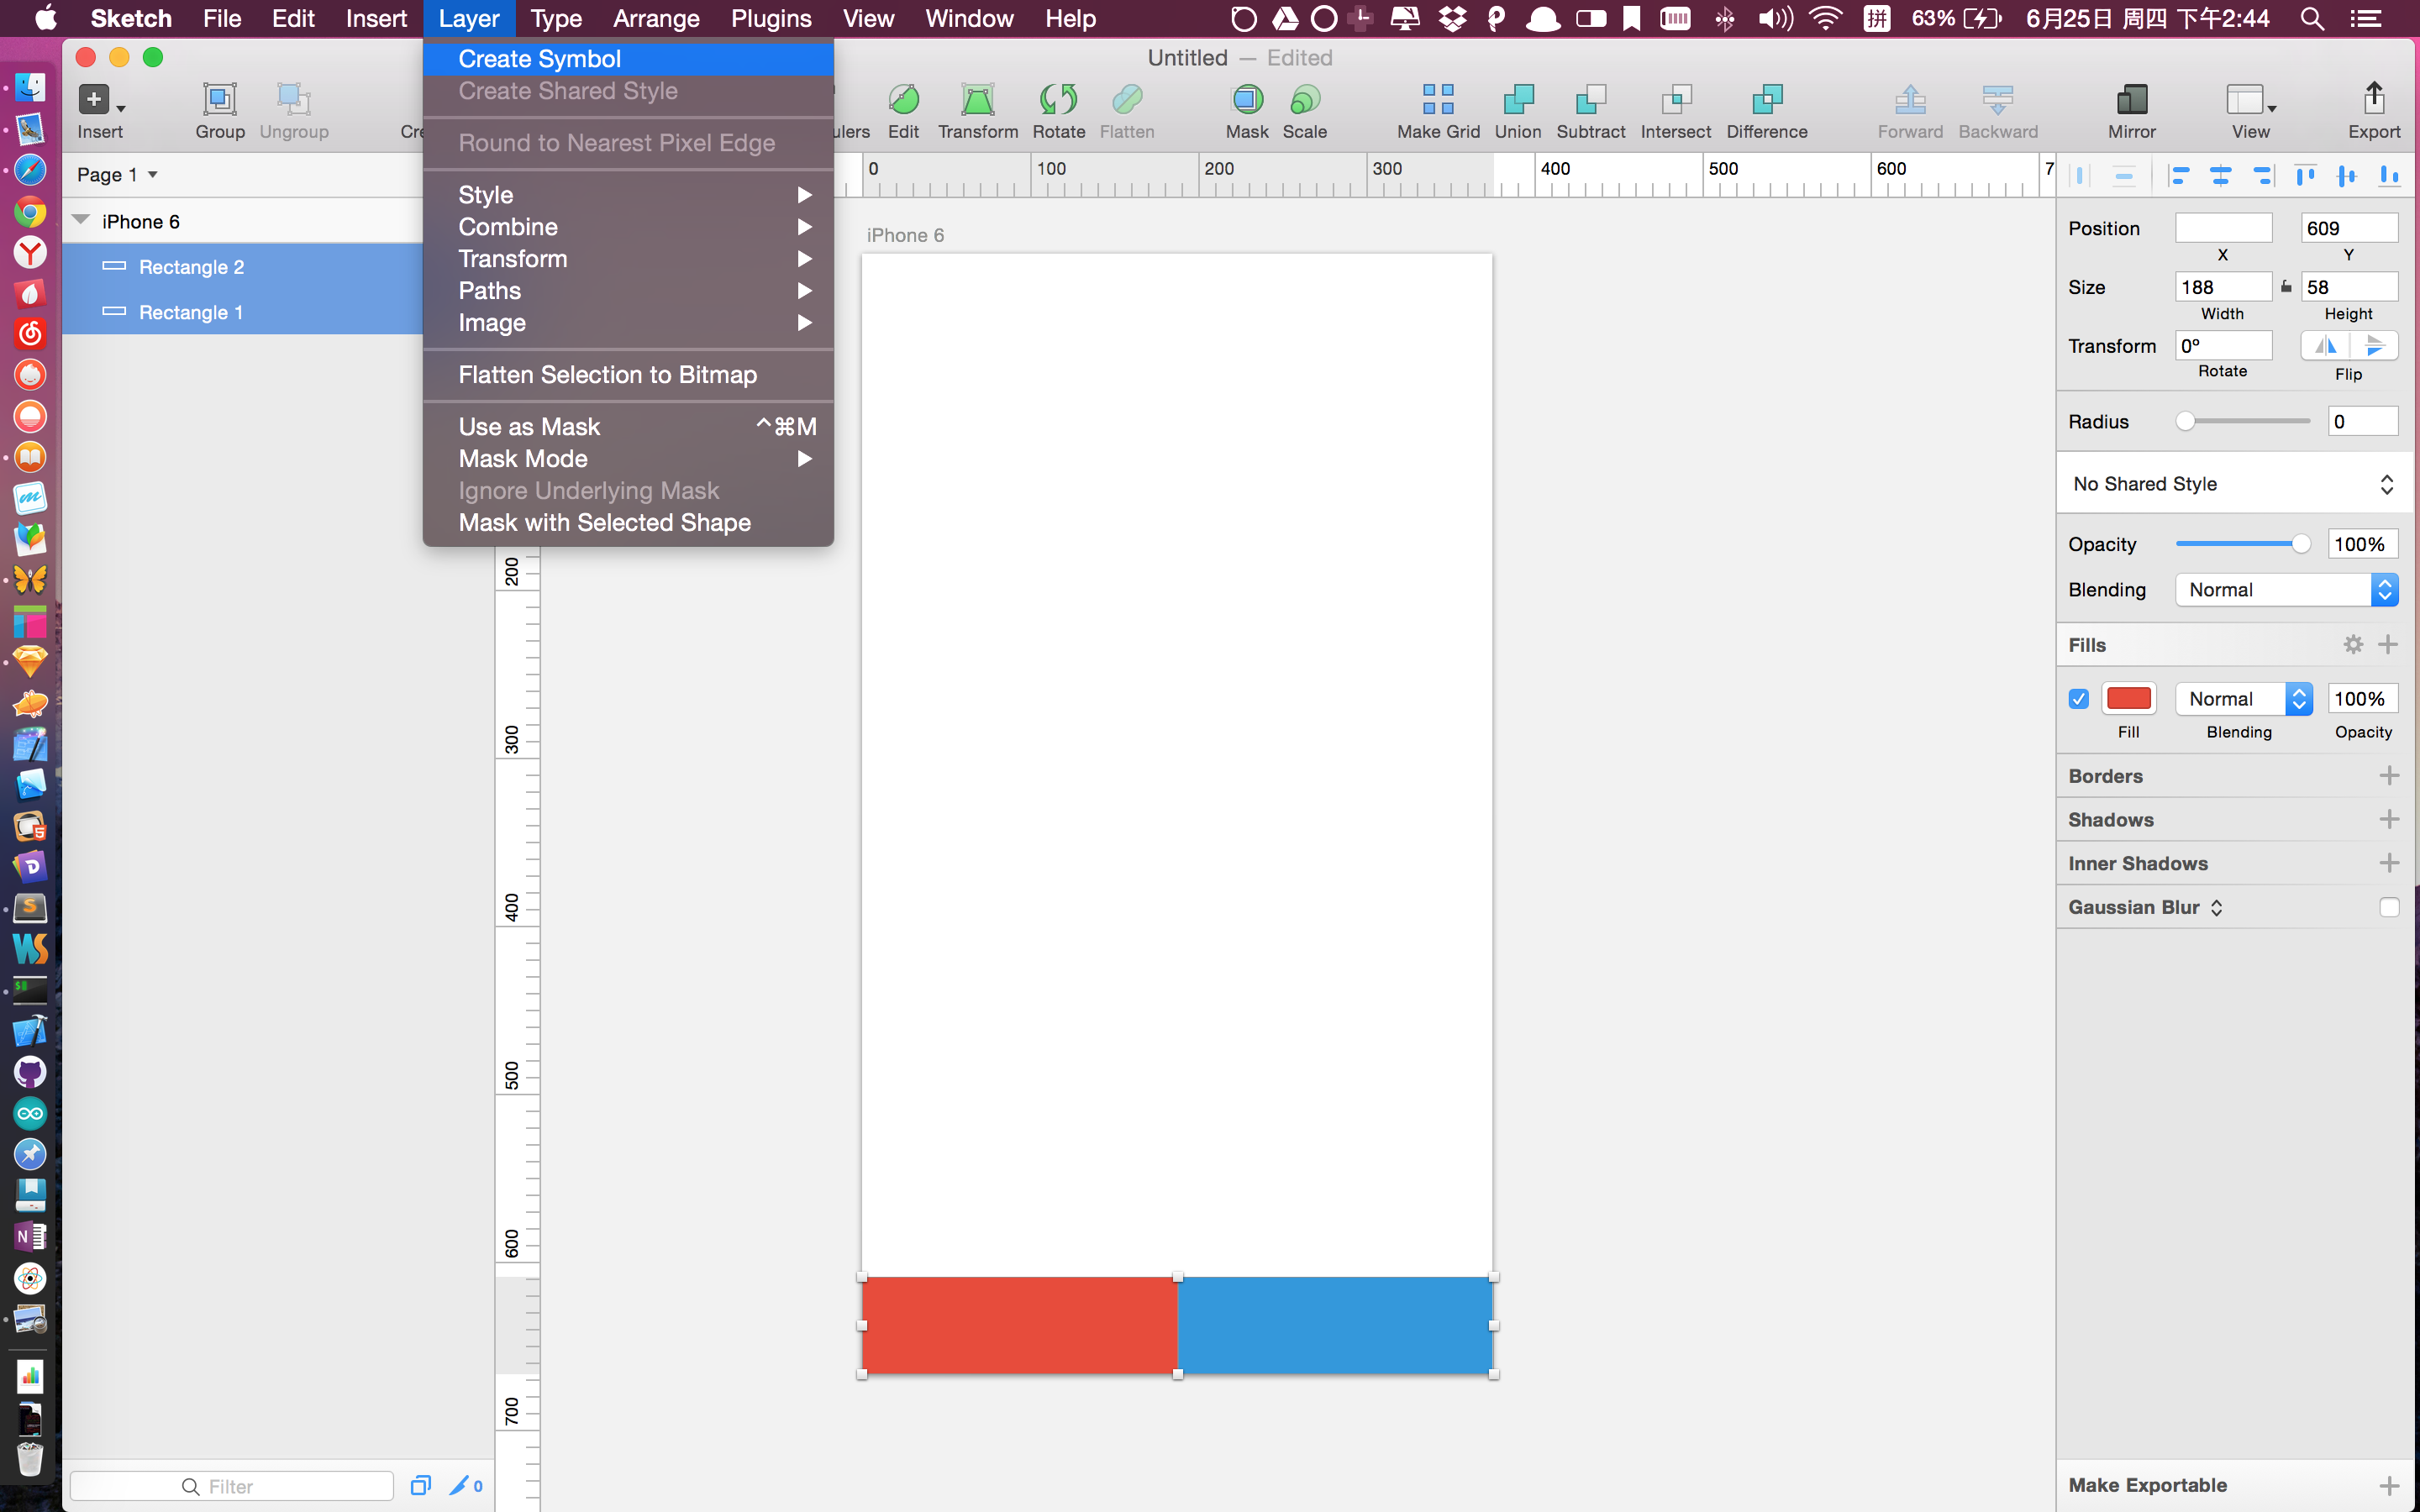 Sketch File Edit Insert Layer Type Arrange Plugins View Window Help 拼 63% 6月25日 周四 下午2:44
Untitled — Edited
Create Symbol
Create Shared Style
Round to Nearest Pixel Edge
Style
Combine
Transform
Paths
Image
Flatten Selection to Bitmap
Use as Mask ^⌘M
Mask Mode
Ignore Underlying Mask
Mask with Selected Shape
Insert Group Ungroup Cre ulers Edit Transform Rotate Flatten Mask Scale Make Grid Union Subtract Intersect Difference Forward Backward Mirror View Export
Page 1
0 100 200 300 400 500 600 7
iPhone 6
Rectangle 2
Rectangle 1
iPhone 6
200
300
400
500
600
700
Position 609
X Y
Size 188 58
Width Height
Transform 0°
Rotate Flip
Radius 0
No Shared Style
Opacity 100%
Blending Normal
Fills
Normal 100%
Fill Blending Opacity
Borders
Shadows
Inner Shadows
Gaussian Blur
Make Exportable
Filter 0